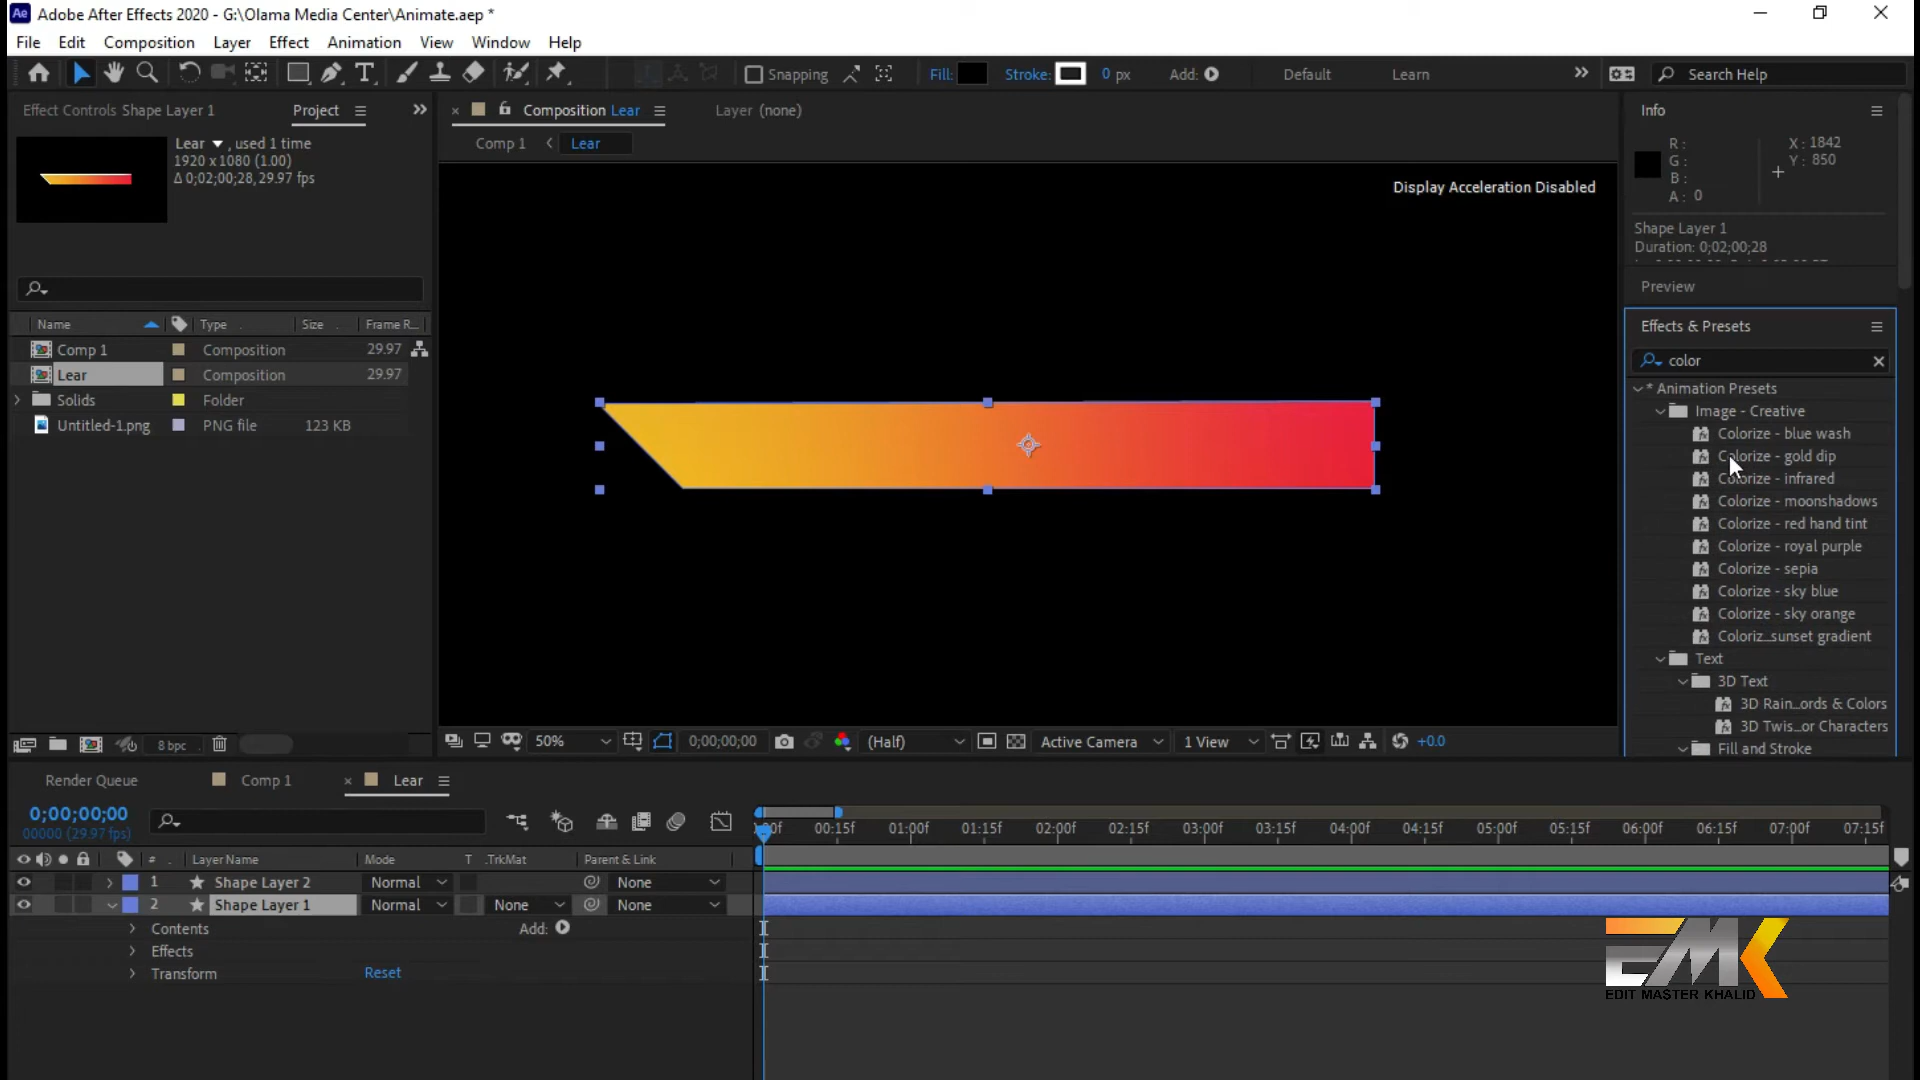 Ae Adobe After Effects 2020 - G:\Olama Media Center\Animate.aep *
File Edit Composition Layer Effect Animation View Window Help
Snapping Fill: Stroke: 0 px Add: Default Learn Search Help
Effect Controls Shape Layer 1 Project
Composition Lear Layer (none)
Comp 1 Lear
Lear , used 1 time
1920 x 1080 (1.00)
Δ 0;02;00;28, 29.97 fps
Display Acceleration Disabled
Name Type Size Frame R...
Comp 1 Composition 29.97
Lear Composition 29.97
Solids Folder
Untitled-1.png PNG file 123 KB
8 bpc
50% 0;00;00;00 (Half) Active Camera 1 View +0.0
Info
R :
G :
B :
A : 0
X : 1842
Y : 850
Shape Layer 1
Duration: 0;02;00;28
Preview
Effects & Presets
color
* Animation Presets
Image - Creative
Colorize - blue wash
Colorize - gold dip
Colorize - infrared
Colorize - moonshadows
Colorize - red hand tint
Colorize - royal purple
Colorize - sepia
Colorize - sky blue
Colorize - sky orange
Coloriz...sunset gradient
Text
3D Text
3D Rain...ords & Colors
3D Twis...or Characters
Fill and Stroke
Render Queue Comp 1 Lear
0;00;00;00
00000 (29.97 fps)
00:15f 01:00f 01:15f 02:00f 02:15f 03:00f 03:15f 04:00f 04:15f 05:00f 05:15f 06:00f 06:15f 07:00f 07:15f
# Layer Name Mode T .TrkMat Parent & Link
1 Shape Layer 2 Normal None
2 Shape Layer 1 Normal None None
Contents Add:
Effects
Transform Reset
EMK
EDIT MASTER KHALID